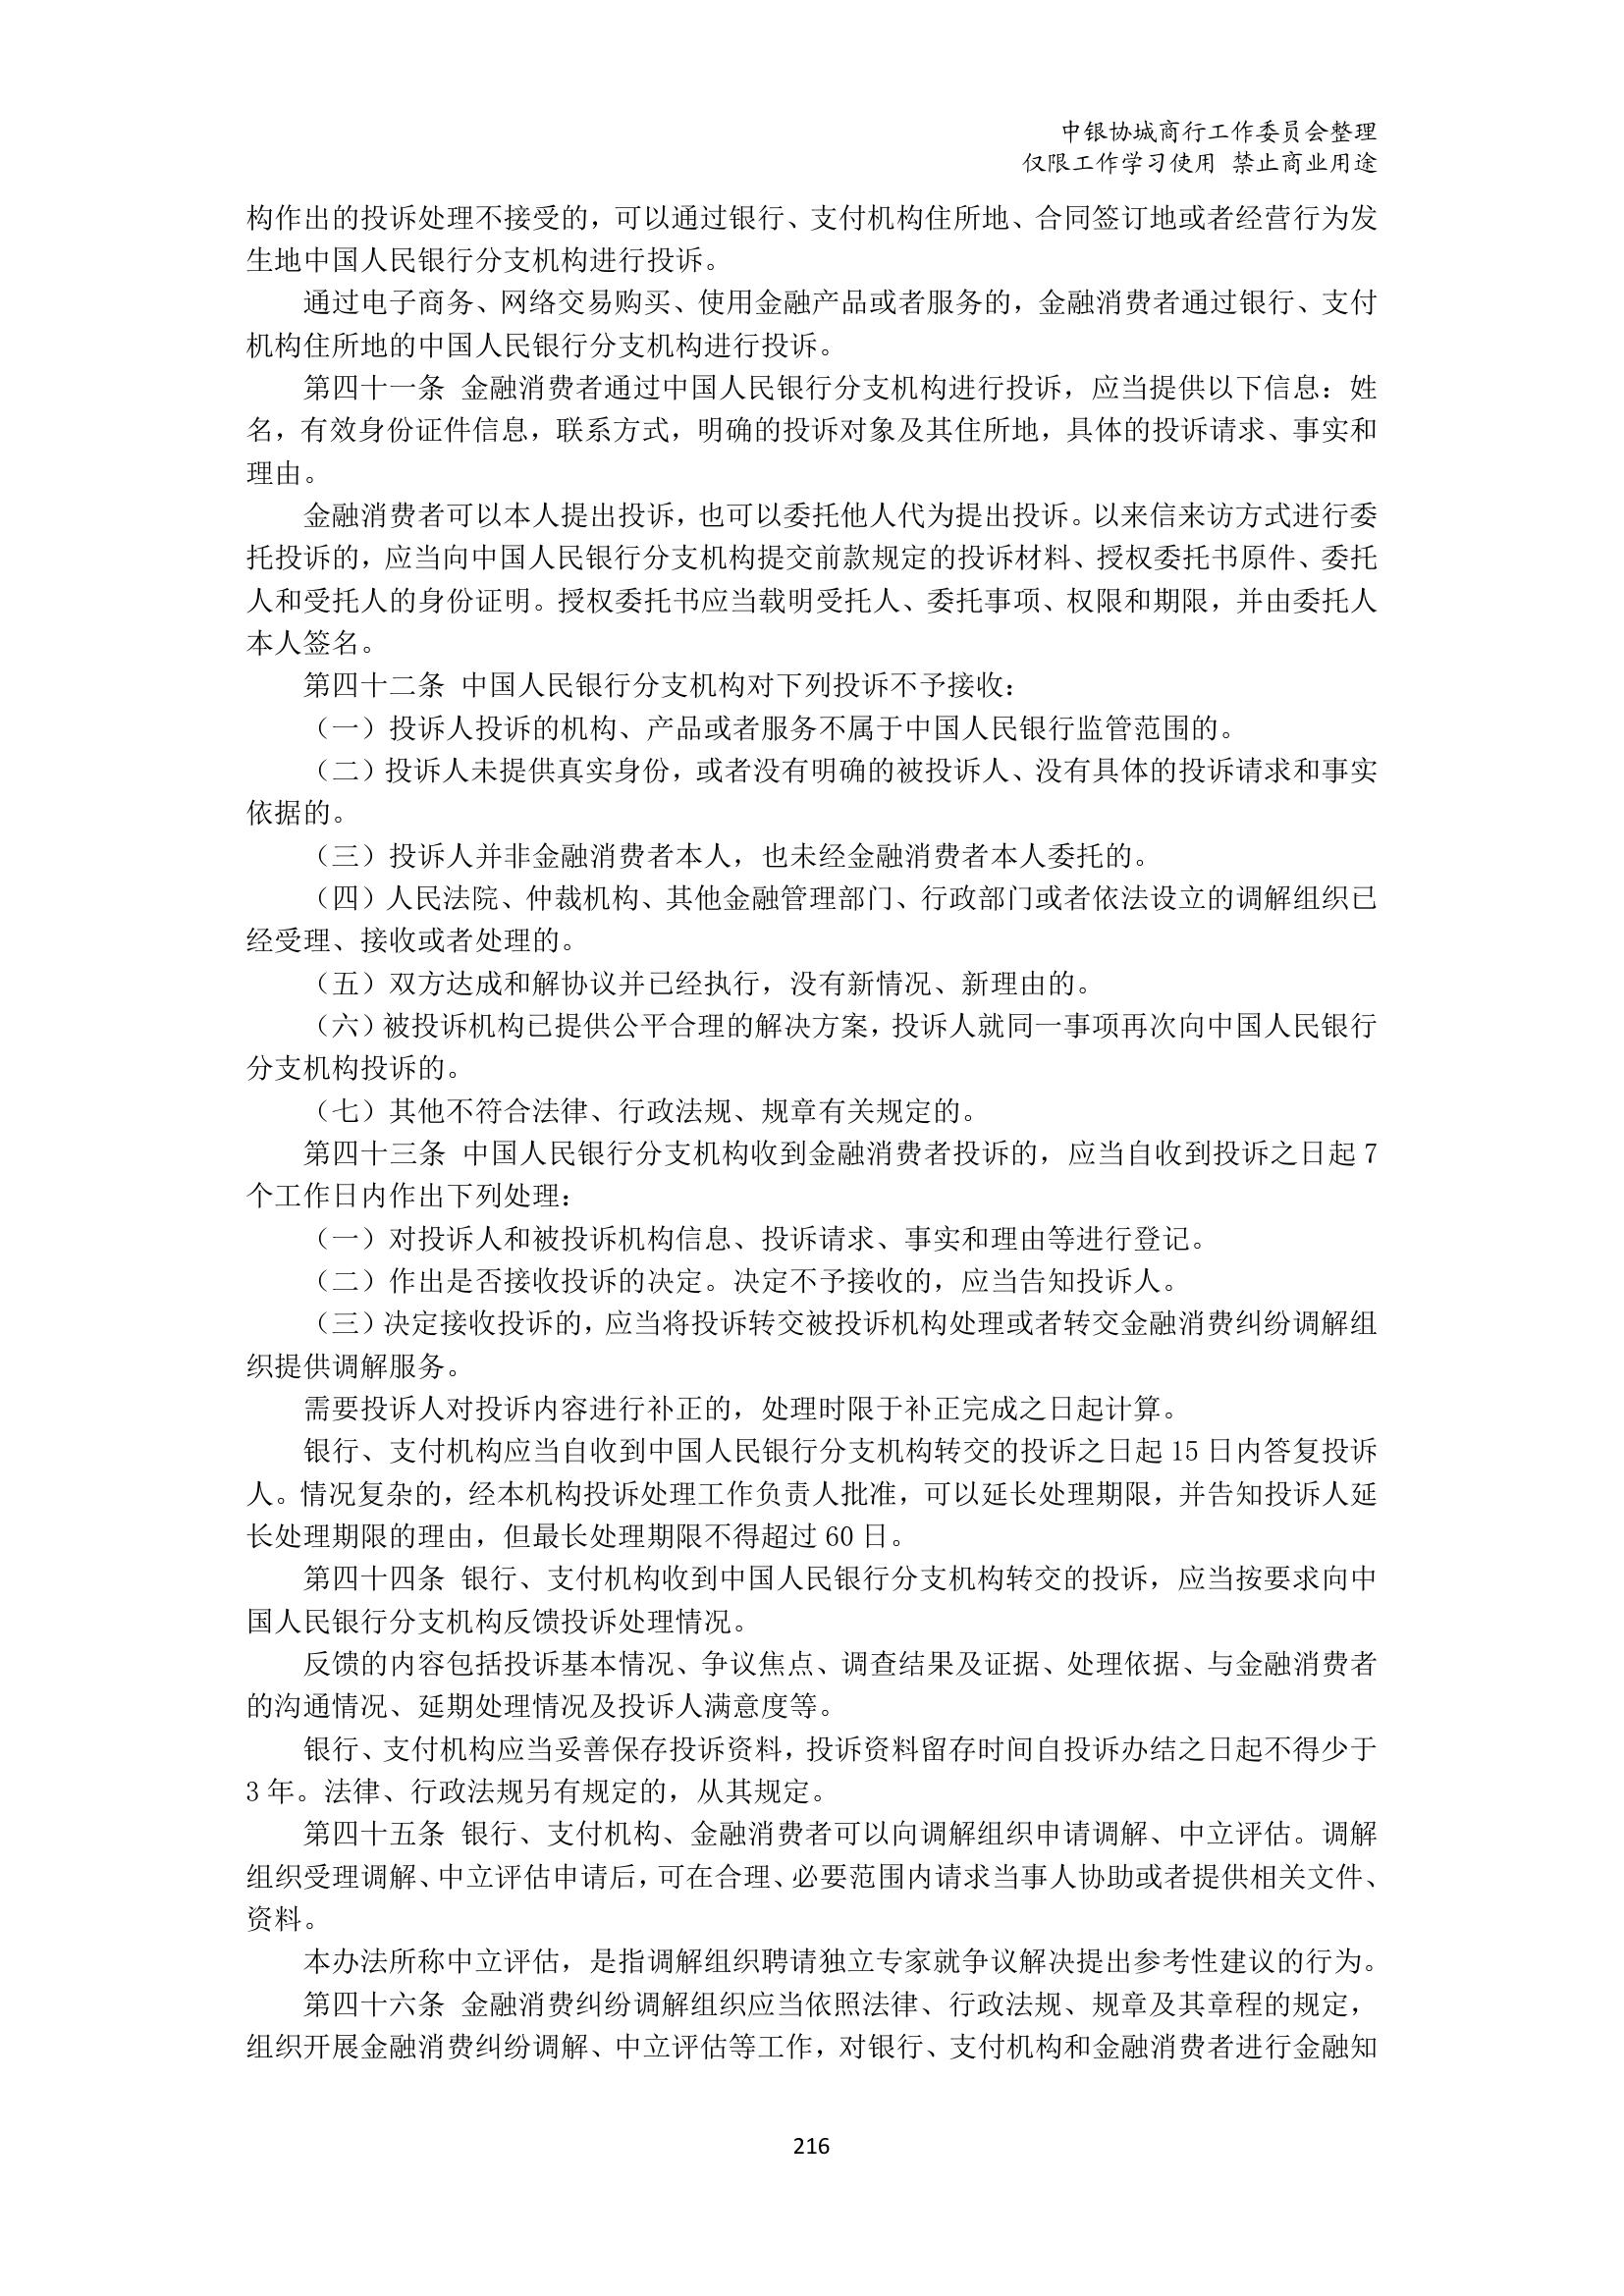 中银协城商行工作委员会整理
仅限工作学习使用 禁止商业用途
构作出的投诉处理不接受的，可以通过银行、支付机构住所地、合同签订地或者经营行为发
生地中国人民银行分支机构进行投诉。
通过电子商务、网络交易购买、使用金融产品或者服务的，金融消费者通过银行、支付
机构住所地的中国人民银行分支机构进行投诉。
第四十一条 金融消费者通过中国人民银行分支机构进行投诉，应当提供以下信息：姓
名，有效身份证件信息，联系方式，明确的投诉对象及其住所地，具体的投诉请求、事实和
理由。
金融消费者可以本人提出投诉，也可以委托他人代为提出投诉。以来信来访方式进行委
托投诉的，应当向中国人民银行分支机构提交前款规定的投诉材料、授权委托书原件、委托
人和受托人的身份证明。授权委托书应当载明受托人、委托事项、权限和期限，并由委托人
本人签名。
第四十二条 中国人民银行分支机构对下列投诉不予接收：
（一）投诉人投诉的机构、产品或者服务不属于中国人民银行监管范围的。
（二）投诉人未提供真实身份，或者没有明确的被投诉人、没有具体的投诉请求和事实
依据的。
（三）投诉人并非金融消费者本人，也未经金融消费者本人委托的。
（四）人民法院、仲裁机构、其他金融管理部门、行政部门或者依法设立的调解组织已
经受理、接收或者处理的。
（五）双方达成和解协议并已经执行，没有新情况、新理由的。
（六）被投诉机构已提供公平合理的解决方案，投诉人就同一事项再次向中国人民银行
分支机构投诉的。
（七）其他不符合法律、行政法规、规章有关规定的。
第四十三条 中国人民银行分支机构收到金融消费者投诉的，应当自收到投诉之日起 7
个工作日内作出下列处理：
（一）对投诉人和被投诉机构信息、投诉请求、事实和理由等进行登记。
（二）作出是否接收投诉的决定。决定不予接收的，应当告知投诉人。
（三）决定接收投诉的，应当将投诉转交被投诉机构处理或者转交金融消费纠纷调解组
织提供调解服务。
需要投诉人对投诉内容进行补正的，处理时限于补正完成之日起计算。
银行、支付机构应当自收到中国人民银行分支机构转交的投诉之日起 15 日内答复投诉
人。情况复杂的，经本机构投诉处理工作负责人批准，可以延长处理期限，并告知投诉人延
长处理期限的理由，但最长处理期限不得超过 60 日。
第四十四条 银行、支付机构收到中国人民银行分支机构转交的投诉，应当按要求向中
国人民银行分支机构反馈投诉处理情况。
反馈的内容包括投诉基本情况、争议焦点、调查结果及证据、处理依据、与金融消费者
的沟通情况、延期处理情况及投诉人满意度等。
银行、支付机构应当妥善保存投诉资料，投诉资料留存时间自投诉办结之日起不得少于
3 年。法律、行政法规另有规定的，从其规定。
第四十五条 银行、支付机构、金融消费者可以向调解组织申请调解、中立评估。调解
组织受理调解、中立评估申请后，可在合理、必要范围内请求当事人协助或者提供相关文件、
资料。
本办法所称中立评估，是指调解组织聘请独立专家就争议解决提出参考性建议的行为。
第四十六条 金融消费纠纷调解组织应当依照法律、行政法规、规章及其章程的规定，
组织开展金融消费纠纷调解、中立评估等工作，对银行、支付机构和金融消费者进行金融知
216